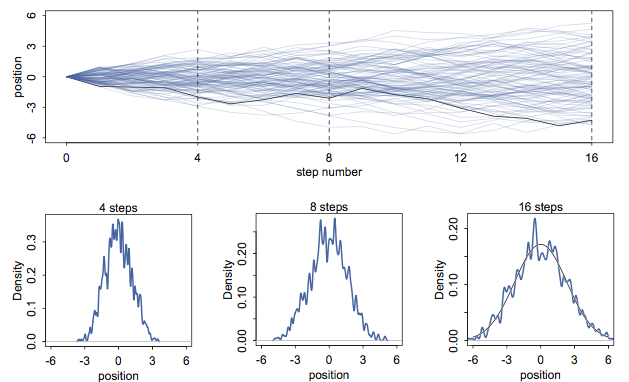 6
3
0
-3
-6
position
0 4 8 12 16
step number
4 steps
8 steps
16 steps
Density
0.0 0.1 0.2 0.3
Density
0.00 0.10 0.20
Density
0.00 0.10 0.20
-6 -3 0 3 6
-6 -3 0 3 6
-6 -3 0 3 6
position
position
position